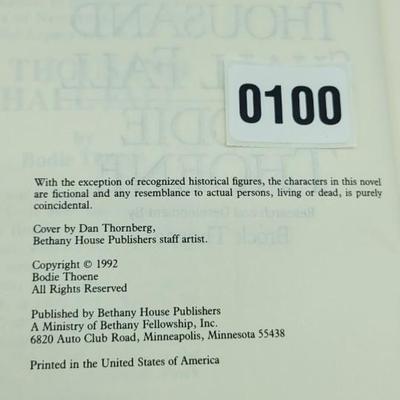 0100
With the exception of recognized historical figures, the characters in this novel
are fictional and any resemblance to actual persons, living or dead, is purely
coincidental.
Cover by Dan Thornberg,
Bethany House Publishers staff artist.
Copyright © 1992
Bodie Thoene
All Rights Reserved
Published by Bethany House Publishers
A Ministry of Bethany Fellowship, Inc.
6820 Auto Club Road, Minneapolis, Minnesota 55438
Printed in the United States of America